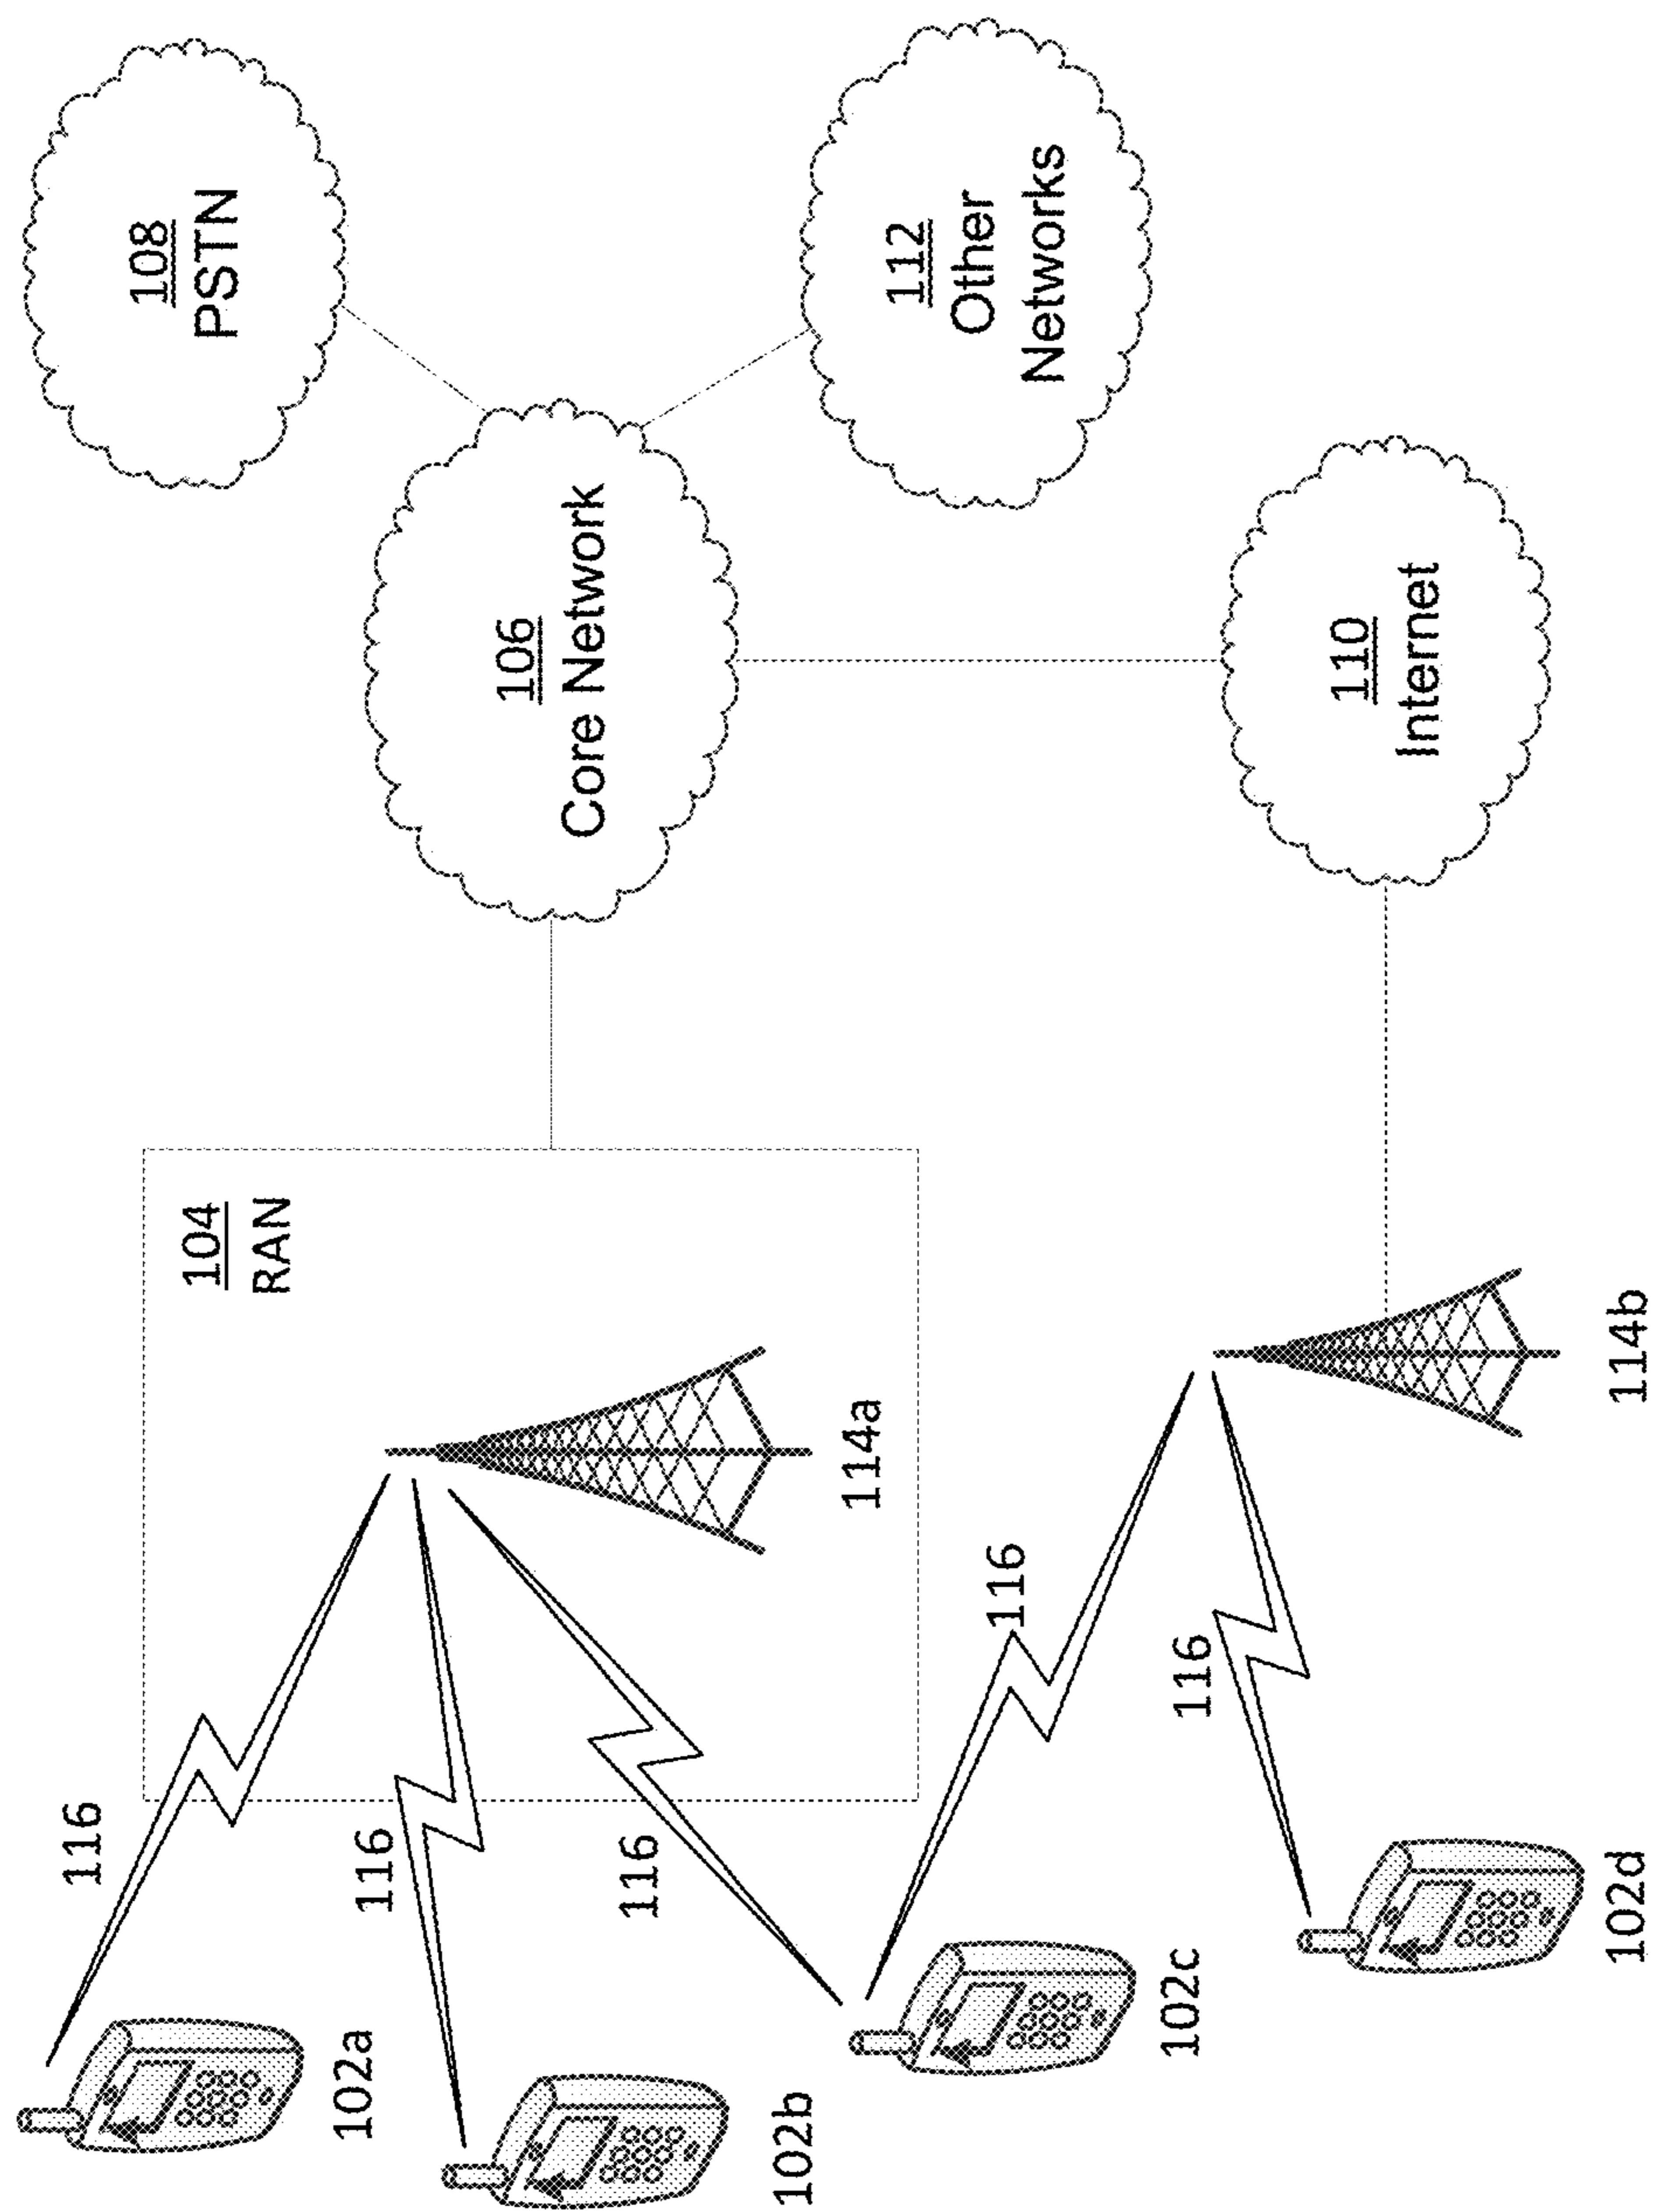 116
102a
116
102b
116
104
RAN
114a
106
Core Network
108
PSTN
112
Other
Networks
116
102c
116
102d
114b
110
Internet